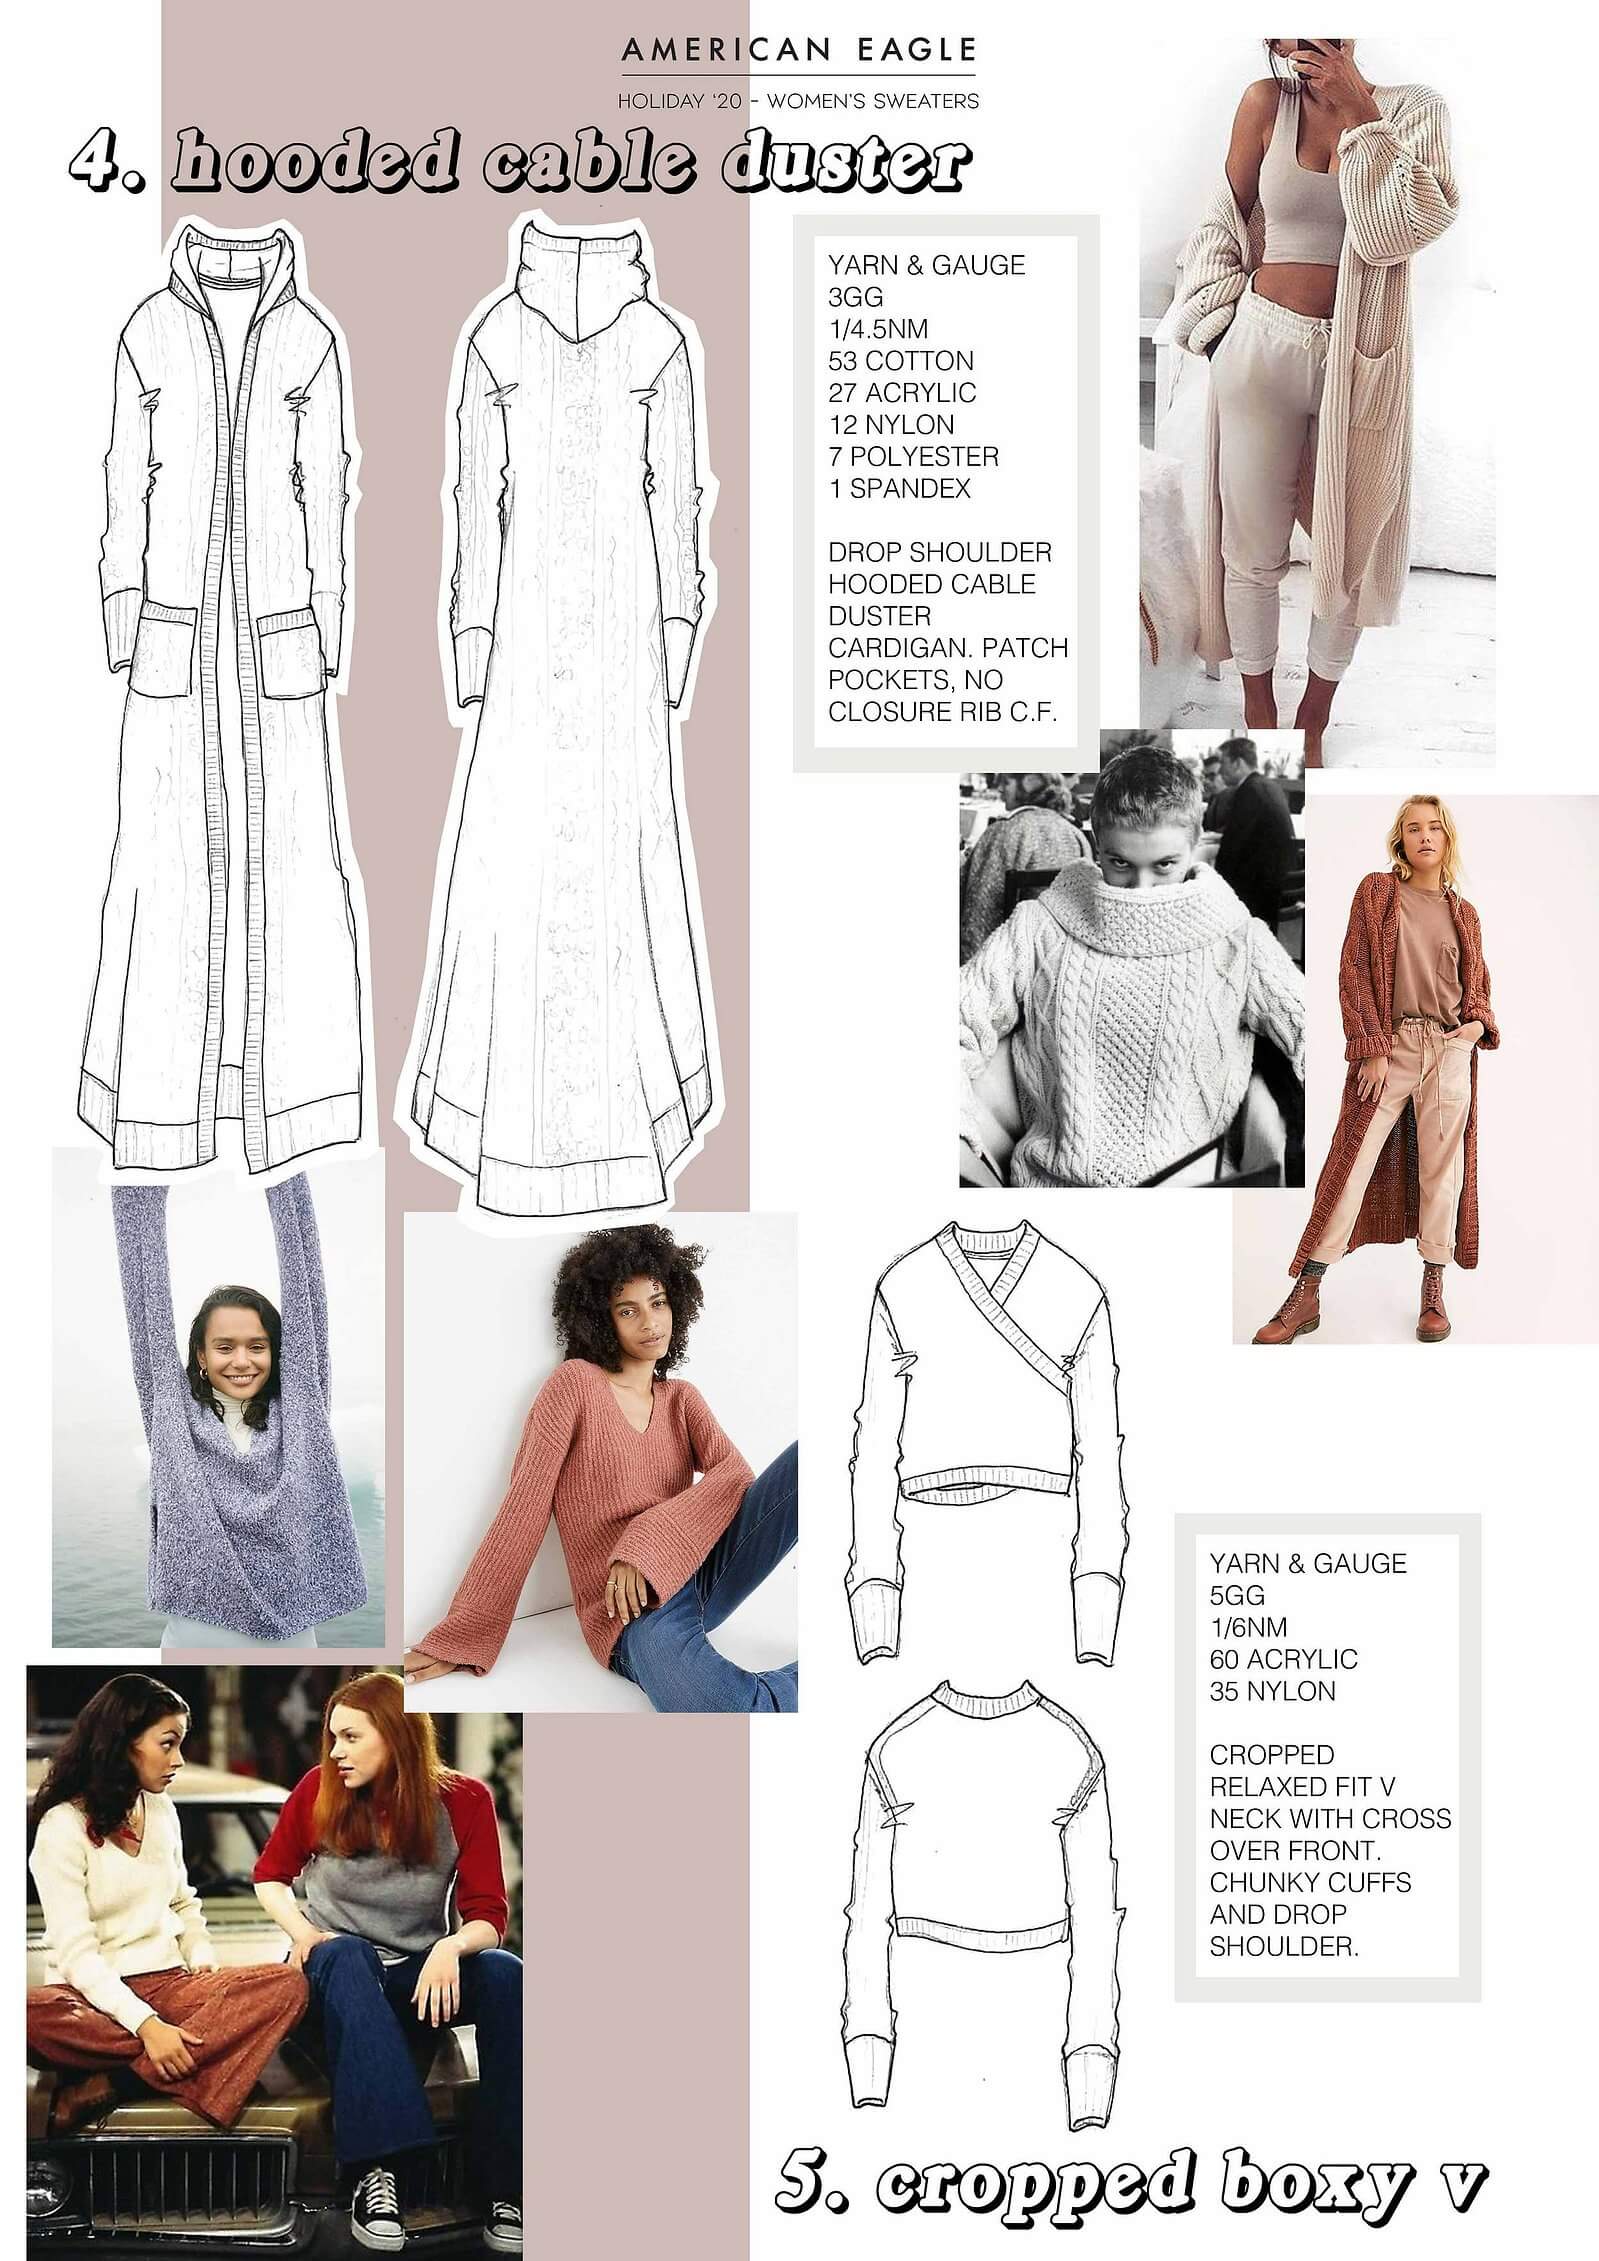 AMERICAN EAGLE
HOLIDAY '20 - WOMEN'S SWEATERS
4. hooded cable duster
YARN & GAUGE
3GG
1/4.5NM
53 COTTON
27 ACRYLIC
12 NYLON
7 POLYESTER
1 SPANDEX
DROP SHOULDER
HOODED CABLE
DUSTER
CARDIGAN. PATCH
POCKETS, NO
CLOSURE RIB C.F.
YARN & GAUGE
5GG
1/6NM
60 ACRYLIC
35 NYLON
CROPPED
RELAXED FIT V
NECK WITH CROSS
OVER FRONT.
CHUNKY CUFFS
AND DROP
SHOULDER.
5. cropped boxy v